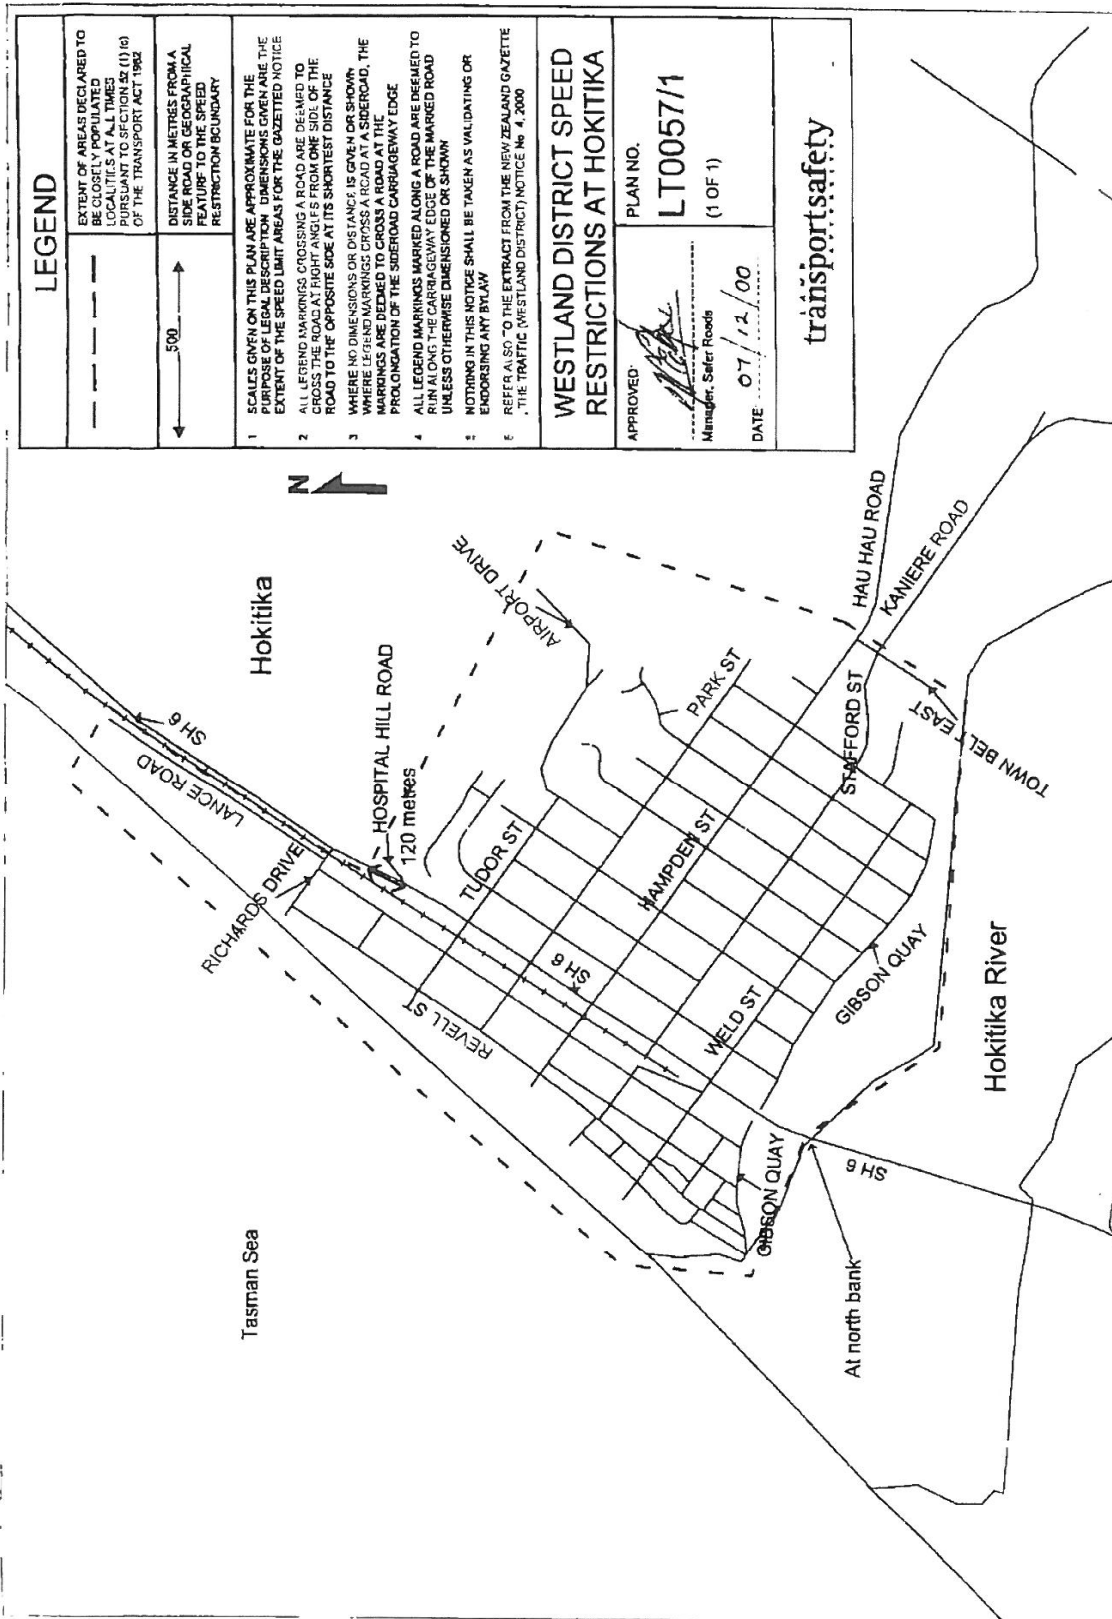 LEGEND
EXTENT OF AREAS DECLARED TO
BE CLOSELY POPULATED
LOCALITIES AT ALL TIMES
PURSUANT TO SECTION 52 (1) (c)
OF THE TRANSPORT ACT 1962
500
DISTANCE IN METRES FROM A
SIDE ROAD OR GEOGRAPHICAL
FEATURE TO THE SPEED
RESTRICTION BOUNDARY
1 SCALES GIVEN ON THIS PLAN ARE APPROXIMATE FOR THE
PURPOSE OF LEGAL DESCRIPTION DIMENSIONS GIVEN ARE THE
EXTENT OF THE SPEED LIMIT AREAS FOR THE GAZETTED NOTICE
2 ALL LEGEND MARKINGS CROSSING A ROAD ARE DEEMED TO
CROSS THE ROAD AT RIGHT ANGLES FROM ONE SIDE OF THE
ROAD TO THE OPPOSITE SIDE AT ITS SHORTEST DISTANCE
3 WHERE NO DIMENSIONS OR DISTANCE IS GIVEN OR SHOWN
WHERE LEGEND MARKINGS CROSS A ROAD AT A SIDEROAD, THE
MARKINGS ARE DEEMED TO CROSS A ROAD AT THE
PROLONGATION OF THE SIDEROAD CARRIAGEWAY EDGE
4 ALL LEGEND MARKINGS MARKED ALONG A ROAD ARE DEEMED TO
RUN ALONG THE CARRIAGEWAY EDGE OF THE MARKED ROAD
UNLESS OTHERWISE DIMENSIONED OR SHOWN
NOTHING IN THIS NOTICE SHALL BE TAKEN AS VALIDATING OR
ENDORSING ANY BYLAW
REFER ALSO TO THE EXTRACT FROM THE NEW ZEALAND GAZETTE
, THE TRAFFIC (WESTLAND DISTRICT) NOTICE No 4, 2000
WESTLAND DISTRICT SPEED
RESTRICTIONS AT HOKITIKA
APPROVED:
Manager, Safer Roads
DATE 07/12/00
PLAN NO.
LT0057/1
(1 OF 1)
transportsafety
N
Hokitika
Tasman Sea
SH 6
LANCE ROAD
HOSPITAL HILL ROAD
120 metres
RICHARDS DRIVE
AIRPORT DRIVE
TUDOR ST
PARK ST
REVELL ST
SH 6
HAMPDEN ST
HAU HAU ROAD
KANIERE ROAD
STAFFORD ST
TOWN BELT EAST
WELD ST
GIBSON QUAY
GIBSON QUAY
SH 6
At north bank
Hokitika River